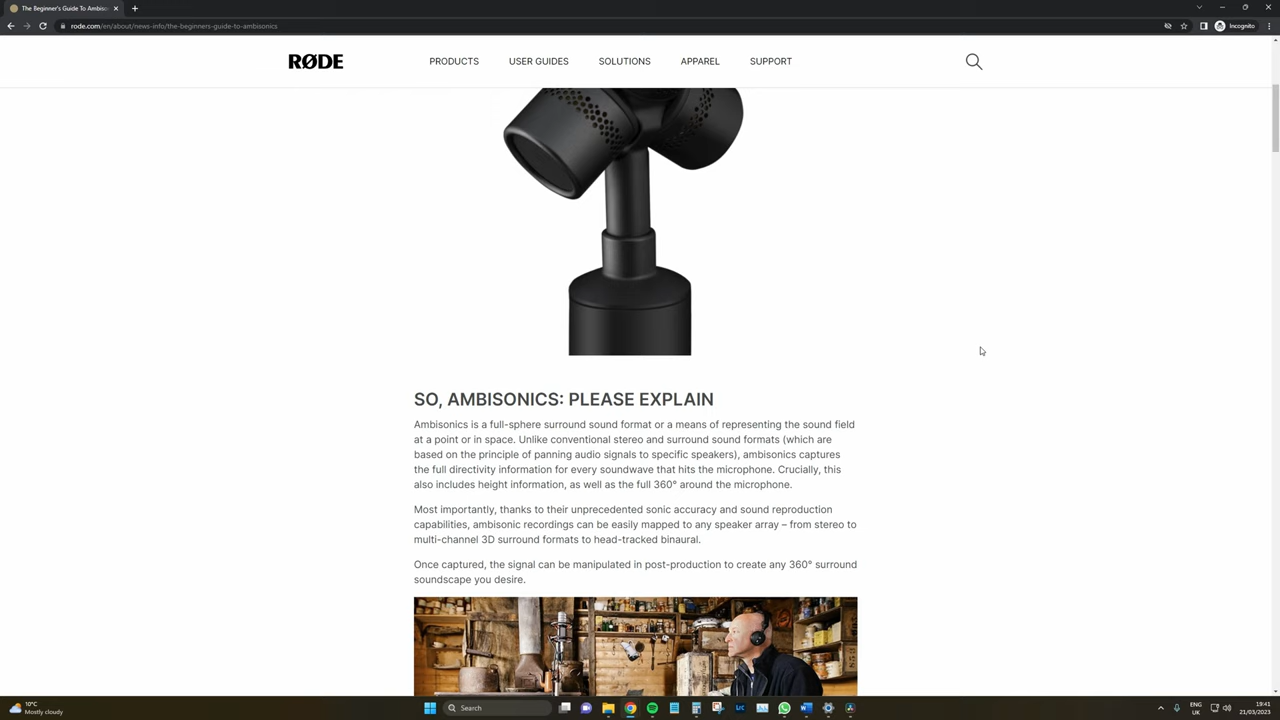 The Beginner's Guide To Ambison
rode.com/en/about/news-info/the-beginners-guide-to-ambisonics
Incognito
RØDE
PRODUCTS
USER GUIDES
SOLUTIONS
APPAREL
SUPPORT
SO, AMBISONICS: PLEASE EXPLAIN
Ambisonics is a full-sphere surround sound format or a means of representing the sound field
at a point or in space. Unlike conventional stereo and surround sound formats (which are
based on the principle of panning audio signals to specific speakers), ambisonics captures
the full directivity information for every soundwave that hits the microphone. Crucially, this
also includes height information, as well as the full 360° around the microphone.
Most importantly, thanks to their unprecedented sonic accuracy and sound reproduction
capabilities, ambisonic recordings can be easily mapped to any speaker array – from stereo to
multi-channel 3D surround formats to head-tracked binaural.
Once captured, the signal can be manipulated in post-production to create any 360° surround
soundscape you desire.
10°C
Mostly cloudy
Search
ENG
UK
19:41
21/03/2023